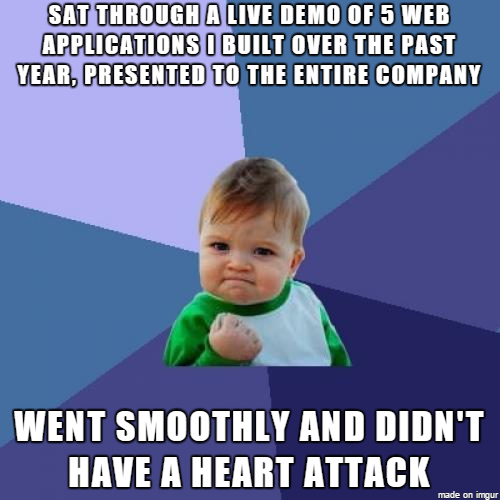 SAT THROUGH A LIVE DEMO OF 5 WEB
APPLICATIONS I BUILT OVER THE PAST
YEAR, PRESENTED TO THE ENTIRE COMPANY
WENT SMOOTHLY AND DIDN'T
HAVE A HEART ATTACK
made on imgur